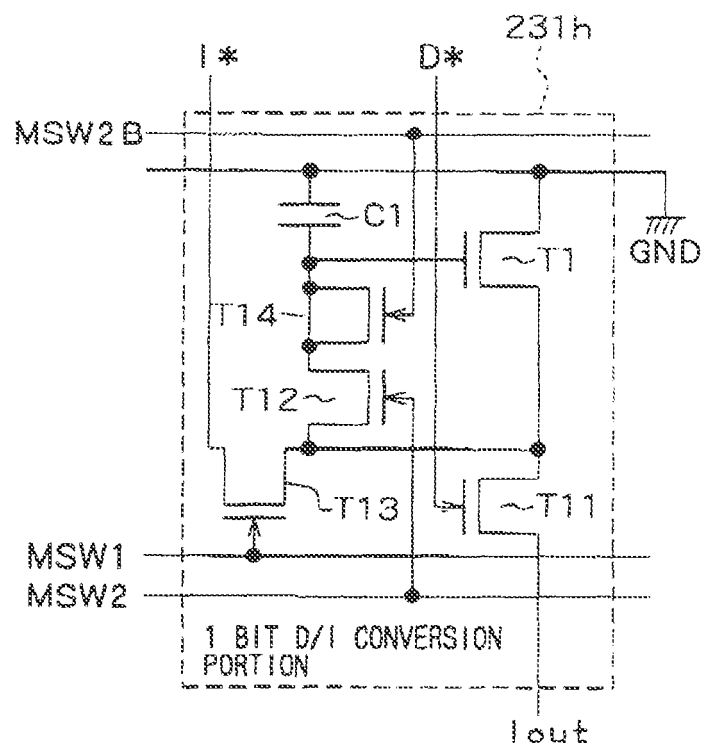 231h
I*
D*
MSW2B
C1
T1
GND
T14
T12
T13
T11
MSW1
MSW2
1 BIT D/I CONVERSION
PORTION
Iout